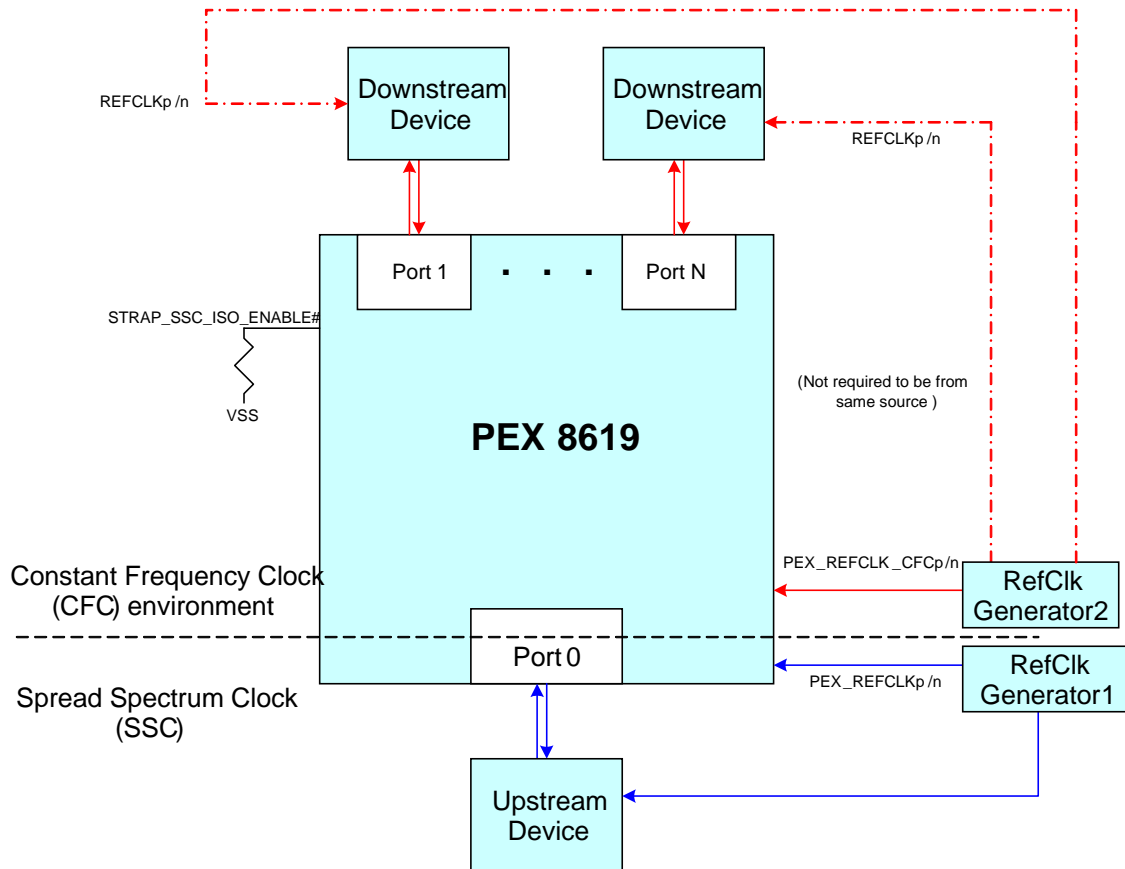 Downstream
Device
Downstream
Device
REFCLKp/n
REFCLKp/n
Port 1
. . .
Port N
STRAP_SSC_ISO_ENABLE#
VSS
(Not required to be from
same source )
PEX 8619
PEX_REFCLK_CFCp/n
RefClk
Generator2
Constant Frequency Clock
(CFC) environment
Port 0
RefClk
Generator1
PEX_REFCLKp/n
Spread Spectrum Clock
(SSC)
Upstream
Device